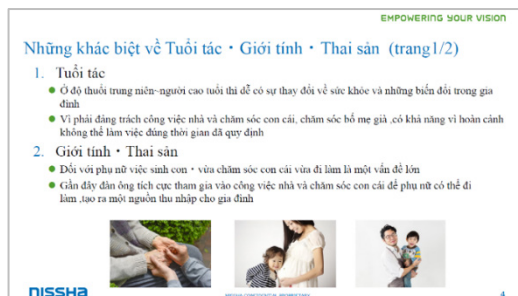 EMPOWERING YOUR VISION
Những khác biệt về Tuổi tác・Giới tính・Thai sản (trang1/2)
1. Tuổi tác
● Ở độ thuổi trung niên~người cao tuổi thì dễ có sự thay đổi về sức khỏe và những biến đổi trong gia
đình
● Vì phải đảng trách công việc nhà và chăm sóc con cái, chăm sóc bố mẹ già ,có khả năng vì hoàn cảnh
không thể làm việc đúng thời gian đã quy định
2. Giới tính・Thai sản
● Đối với phụ nữ việc sinh con・vừa chăm sóc con cái vừa đi làm là một vấn đề lớn
● Gần đây đàn ông tích cực tham gia vào công việc nhà và chăm sóc con cái để phụ nữ có thể đi
làm ,tạo ra một nguồn thu nhập cho gia đình
NISSHA
4